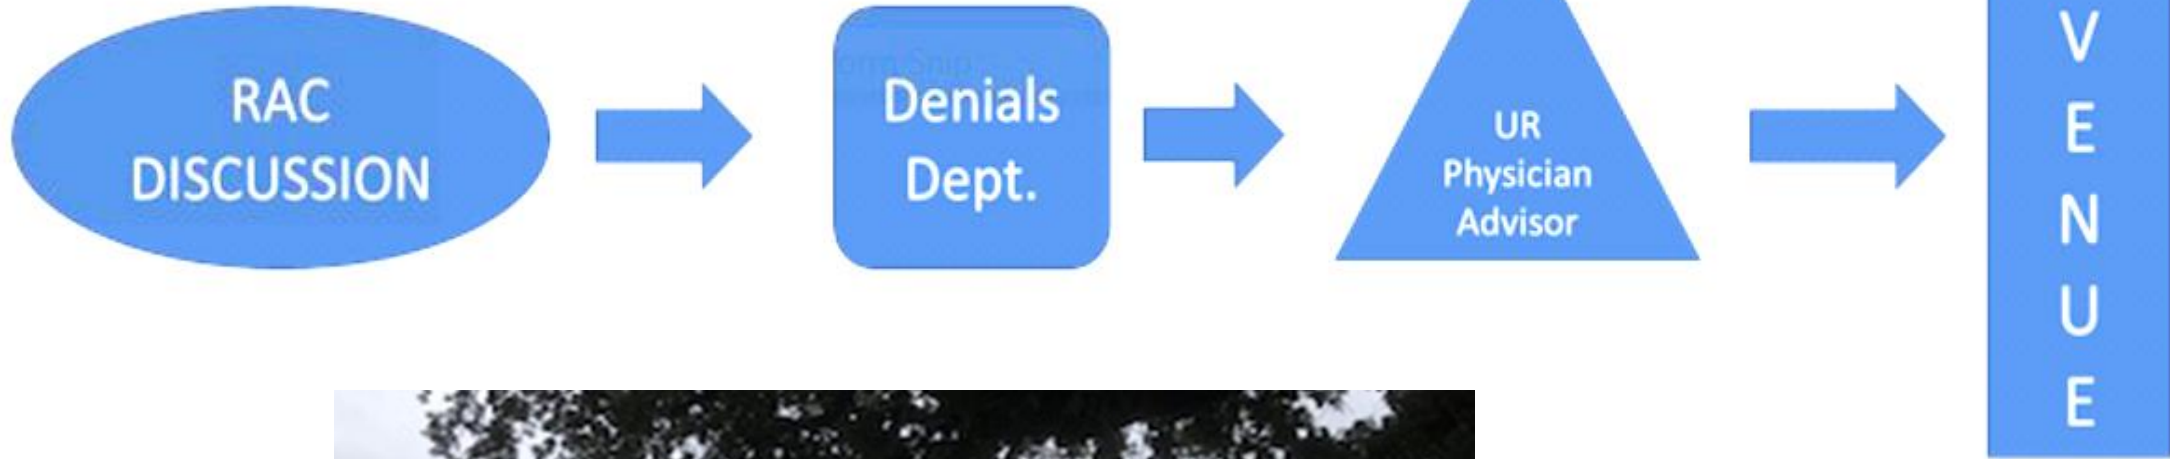 RAC
DISCUSSION
Denials
Dept.
UR
Physician
Advisor
V
E
N
U
E